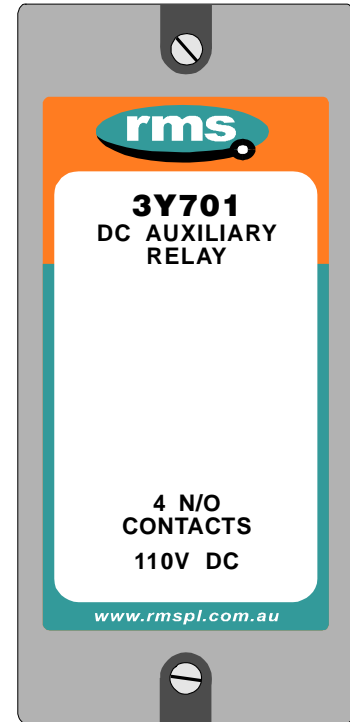 rms
3Y701
DC AUXILIARY
RELAY
4 N/O
CONTACTS
110V DC
www.rmspl.com.au